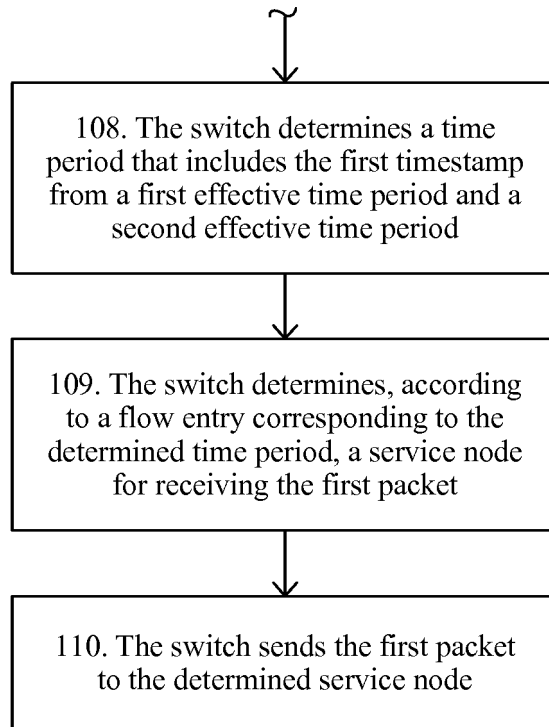 108. The switch determines a time
period that includes the first timestamp
from a first effective time period and a
second effective time period
109. The switch determines, according
to a flow entry corresponding to the
determined time period, a service node
for receiving the first packet
110. The switch sends the first packet
to the determined service node